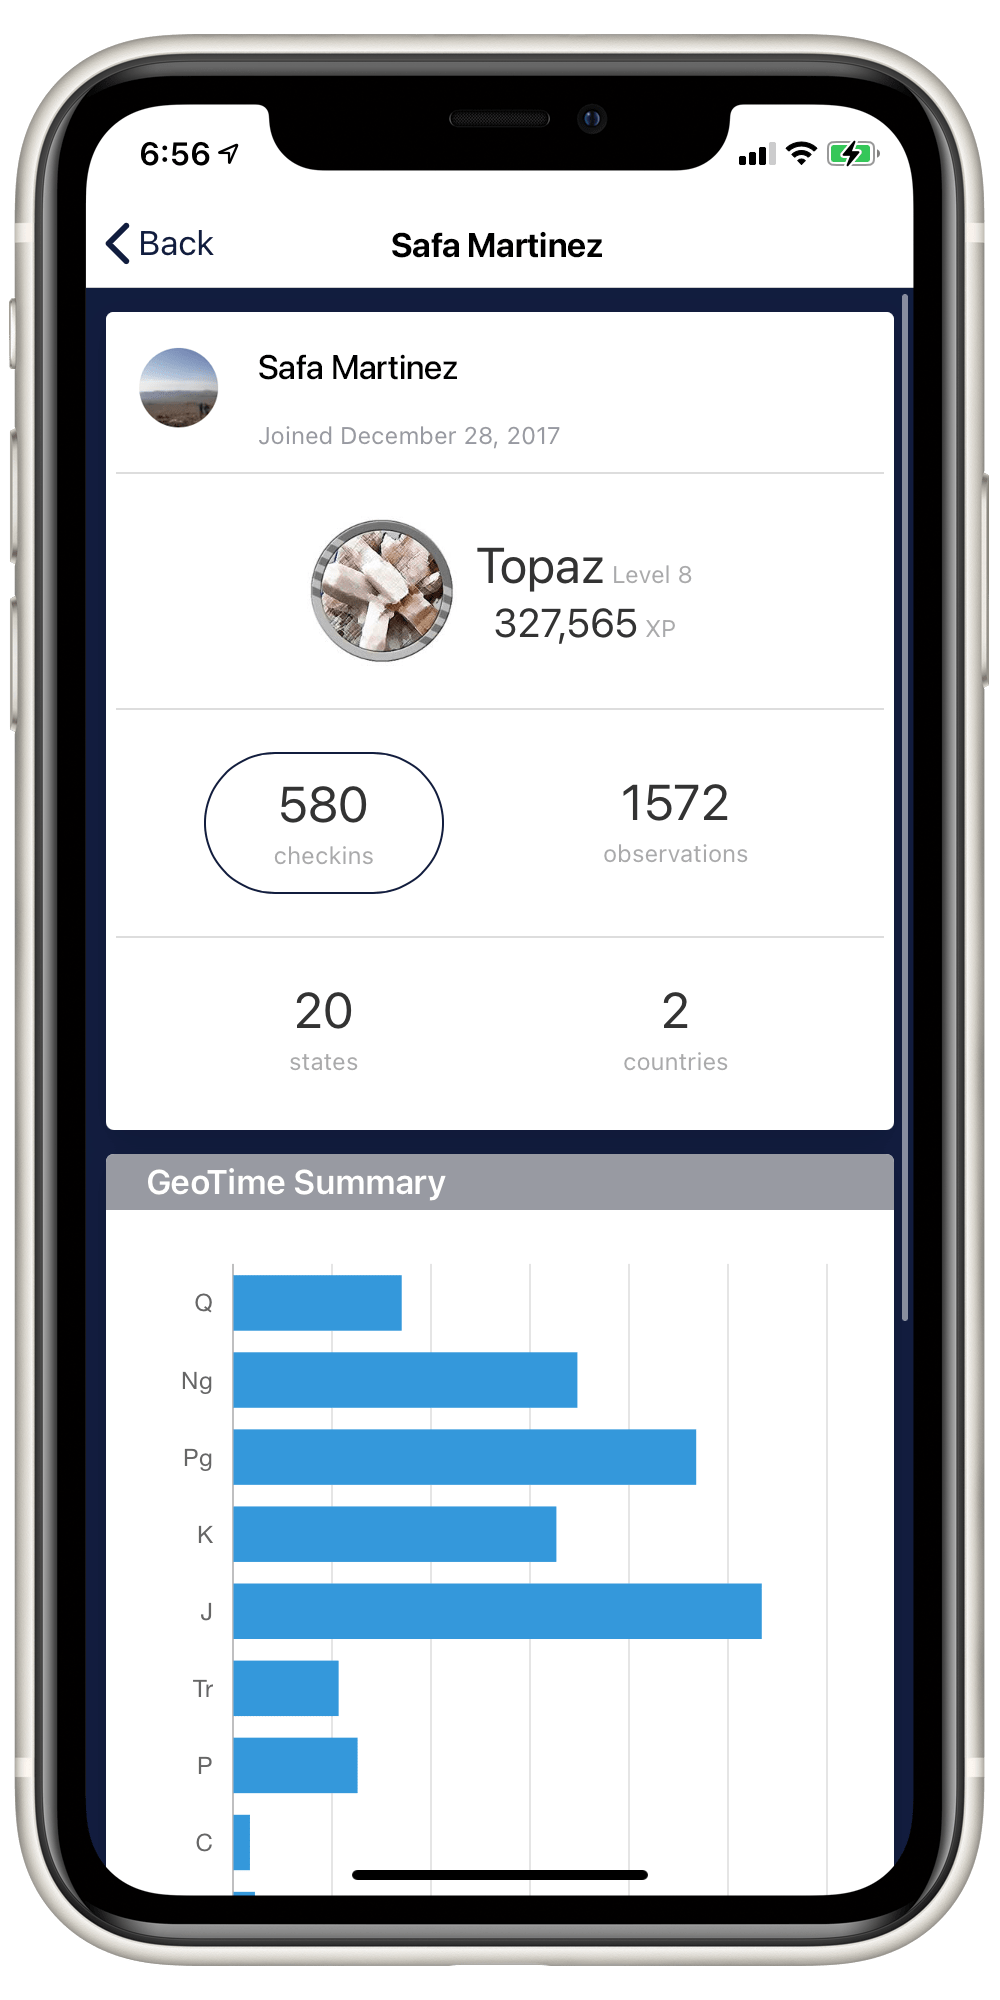 6:56
Back
Safa Martinez
Safa Martinez
Joined December 28, 2017
Topaz Level 8
327,565 XP
580
checkins
1572
observations
20
states
2
countries
GeoTime Summary
Q
Ng
Pg
K
J
Tr
P
C